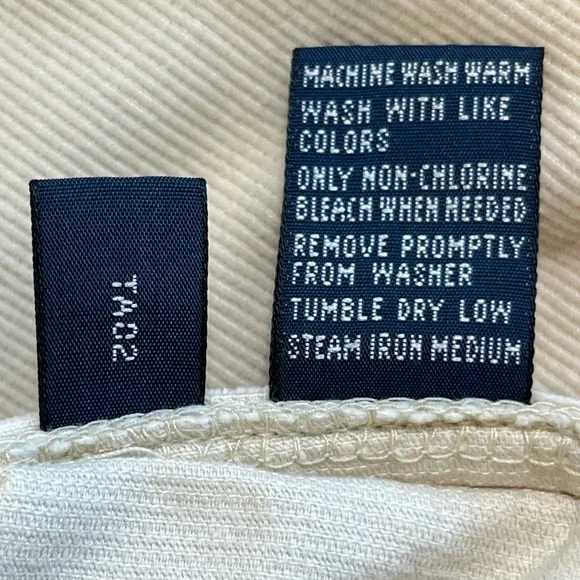 TA02
MACHINE WASH WARM
WASH WITH LIKE
COLORS
ONLY NON-CHLORINE
BLEACH WHEN NEEDED
REMOVE PROMPTLY
FROM WASHER
TUMBLE DRY LOW
STEAM IRON MEDIUM